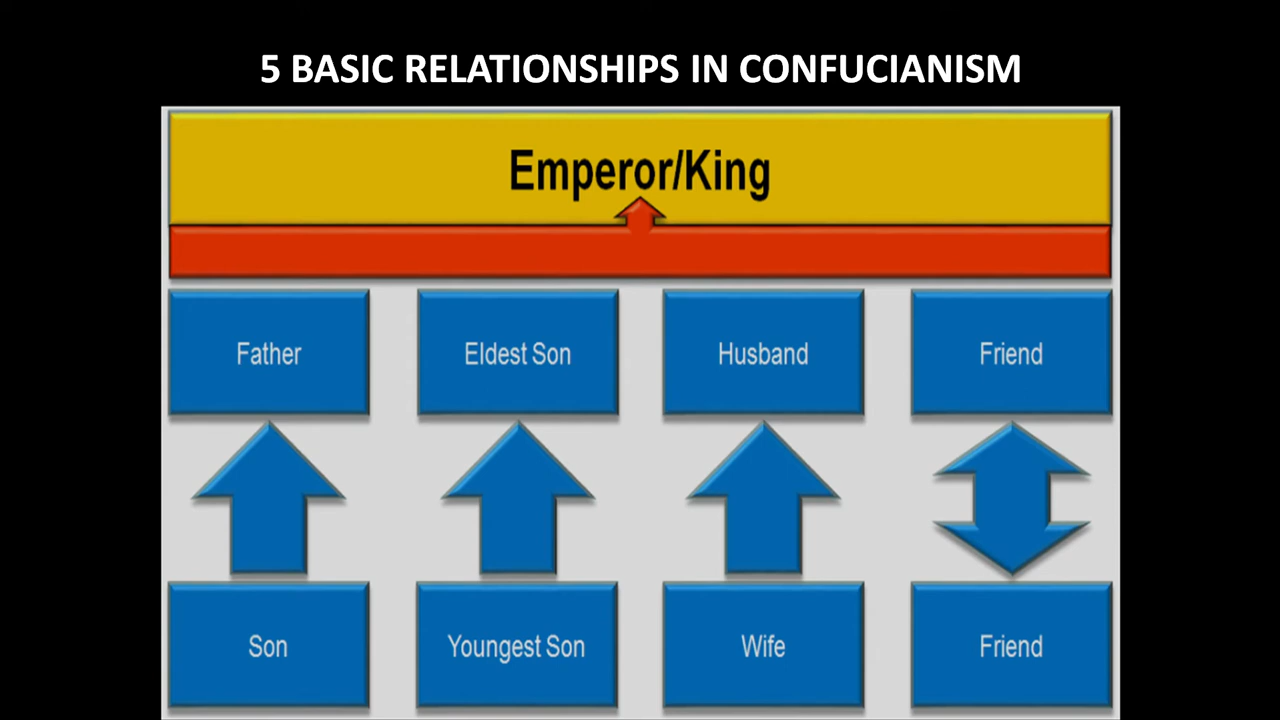 5 BASIC RELATIONSHIPS IN CONFUCIANISM
Emperor/King
Father
Eldest Son
Husband
Friend
Son
Youngest Son
Wife
Friend